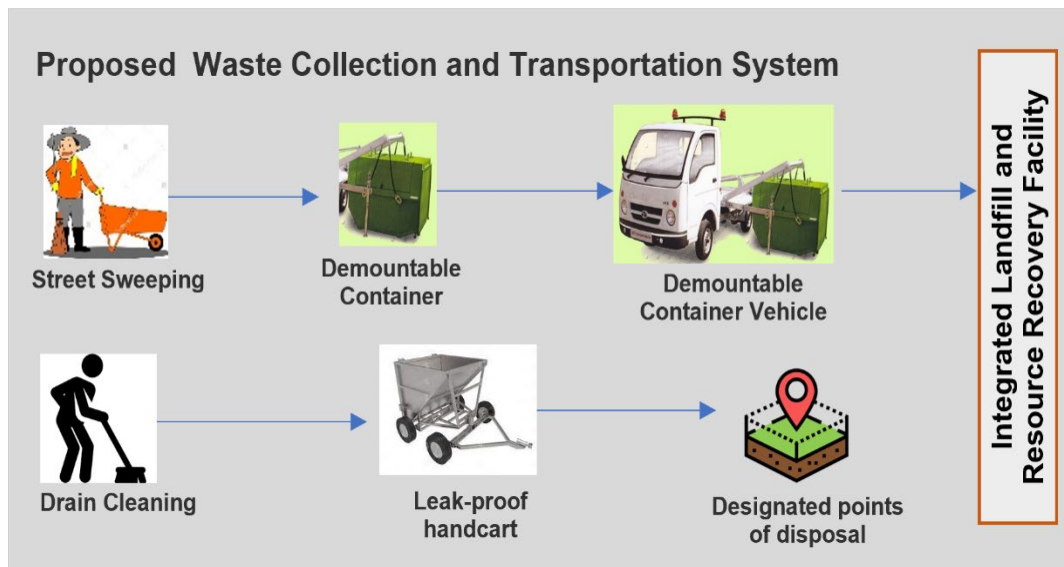 Proposed Waste Collection and Transportation System
Street Sweeping
Demountable
Container
Demountable
Container Vehicle
Drain Cleaning
Leak-proof
handcart
Designated points
of disposal
Integrated Landfill and
Resource Recovery Facility